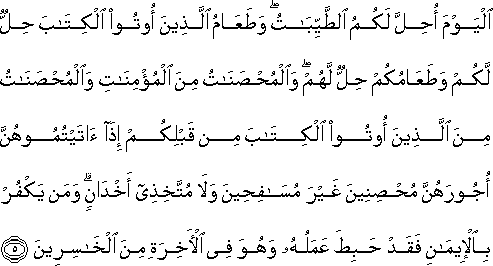 ٱلْيَوْمَ أُحِلَّ لَكُمُ ٱلطَّيِّبَـٰتُ ۖ وَطَعَامُ ٱلَّذِينَ أُوتُوا۟ ٱلْكِتَـٰبَ حِلٌّ
لَّكُمْ وَطَعَامُكُمْ حِلٌّ لَّهُمْ ۖ وَٱلْمُحْصَنَـٰتُ مِنَ ٱلْمُؤْمِنَـٰتِ وَٱلْمُحْصَنَـٰتُ
مِنَ ٱلَّذِينَ أُوتُوا۟ ٱلْكِتَـٰبَ مِن قَبْلِكُمْ إِذَآ ءَاتَيْتُمُوهُنَّ
أُجُورَهُنَّ مُحْصِنِينَ غَيْرَ مُسَـٰفِحِينَ وَلَا مُتَّخِذِىٓ أَخْدَانٍ ۗ وَمَن يَكْفُرْ
بِٱلْإِيمَـٰنِ فَقَدْ حَبِطَ عَمَلُهُۥ وَهُوَ فِى ٱلْـَٔاخِرَةِ مِنَ ٱلْخَـٰسِرِينَ ۝٥